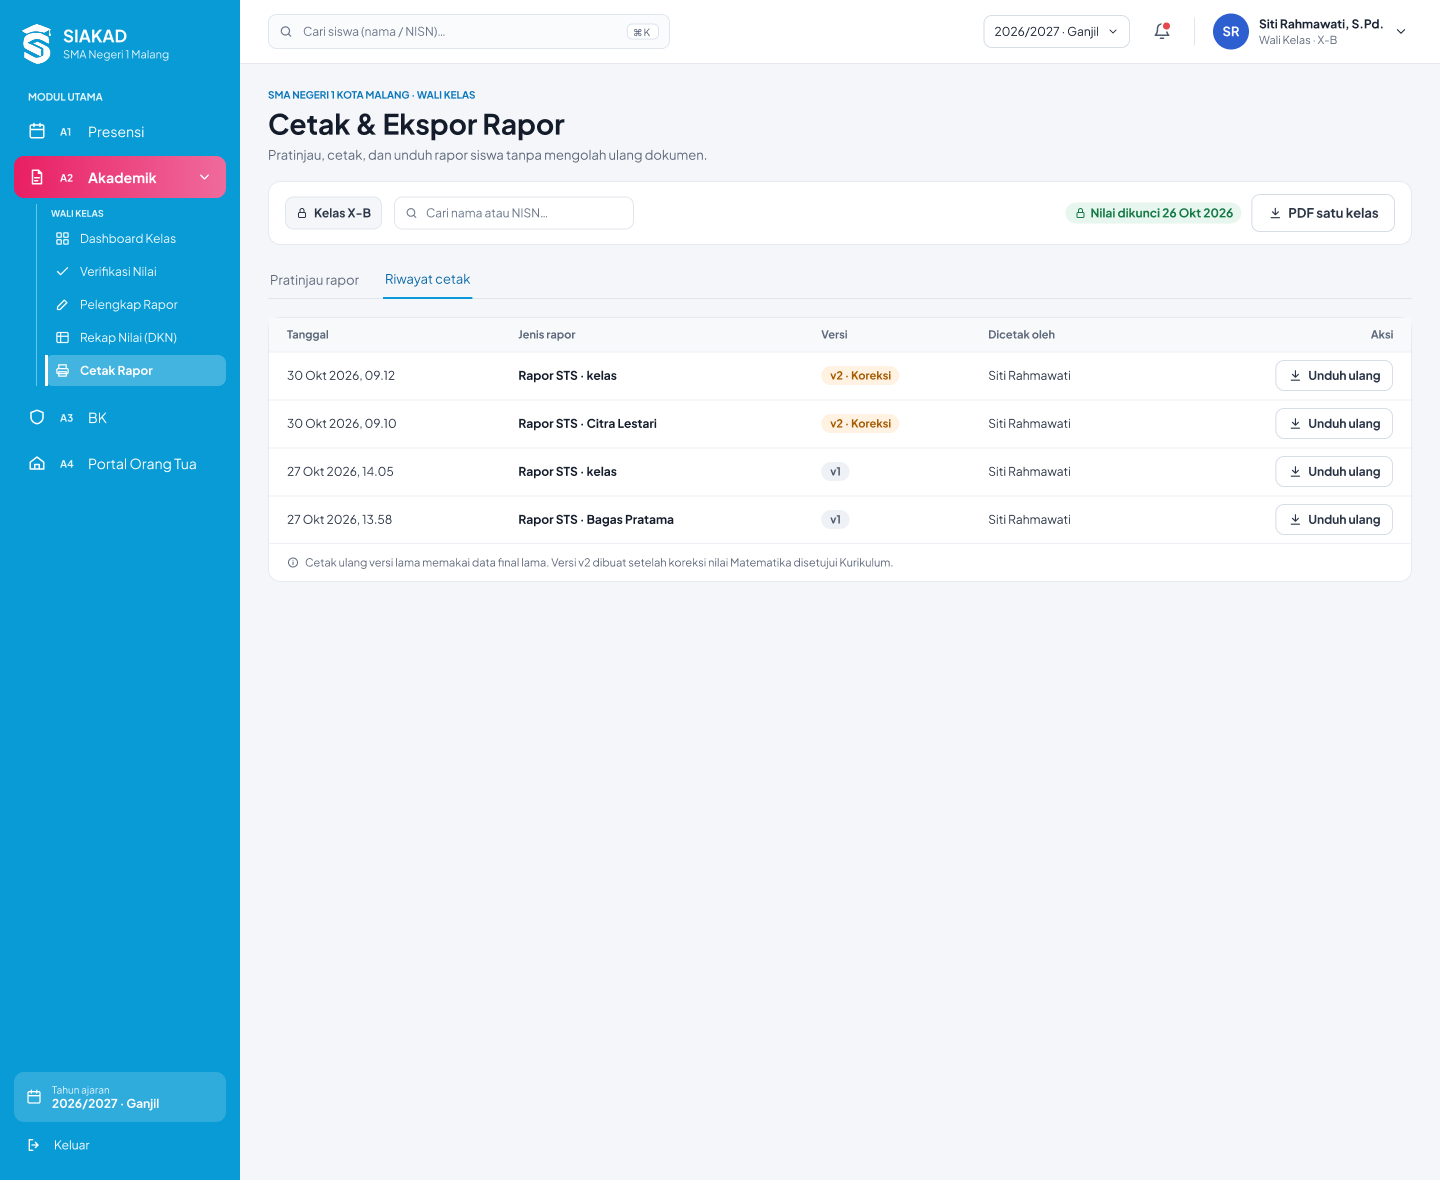 SIAKAD
SMA Negeri 1 Malang
MODUL UTAMA
A1 Presensi
A2 Akademik
WALI KELAS
Dashboard Kelas
Verifikasi Nilai
Pelengkap Rapor
Rekap Nilai (DKN)
Cetak Rapor
A3 BK
A4 Portal Orang Tua
Tahun ajaran
2026/2027 · Ganjil
Keluar
Cari siswa (nama / NISN)...
⌘K
2026/2027 · Ganjil
SR
Siti Rahmawati, S.Pd.
Wali Kelas · X-B
SMA NEGERI 1 KOTA MALANG · WALI KELAS
Cetak & Ekspor Rapor
Pratinjau, cetak, dan unduh rapor siswa tanpa mengolah ulang dokumen.
Kelas X-B
Cari nama atau NISN...
Nilai dikunci 26 Okt 2026
PDF satu kelas
Pratinjau rapor
Riwayat cetak
Tanggal Jenis rapor Versi Dicetak oleh Aksi
30 Okt 2026, 09.12 Rapor STS · kelas v2 · Koreksi Siti Rahmawati Unduh ulang
30 Okt 2026, 09.10 Rapor STS · Citra Lestari v2 · Koreksi Siti Rahmawati Unduh ulang
27 Okt 2026, 14.05 Rapor STS · kelas v1 Siti Rahmawati Unduh ulang
27 Okt 2026, 13.58 Rapor STS · Bagas Pratama v1 Siti Rahmawati Unduh ulang
Cetak ulang versi lama memakai data final lama. Versi v2 dibuat setelah koreksi nilai Matematika disetujui Kurikulum.